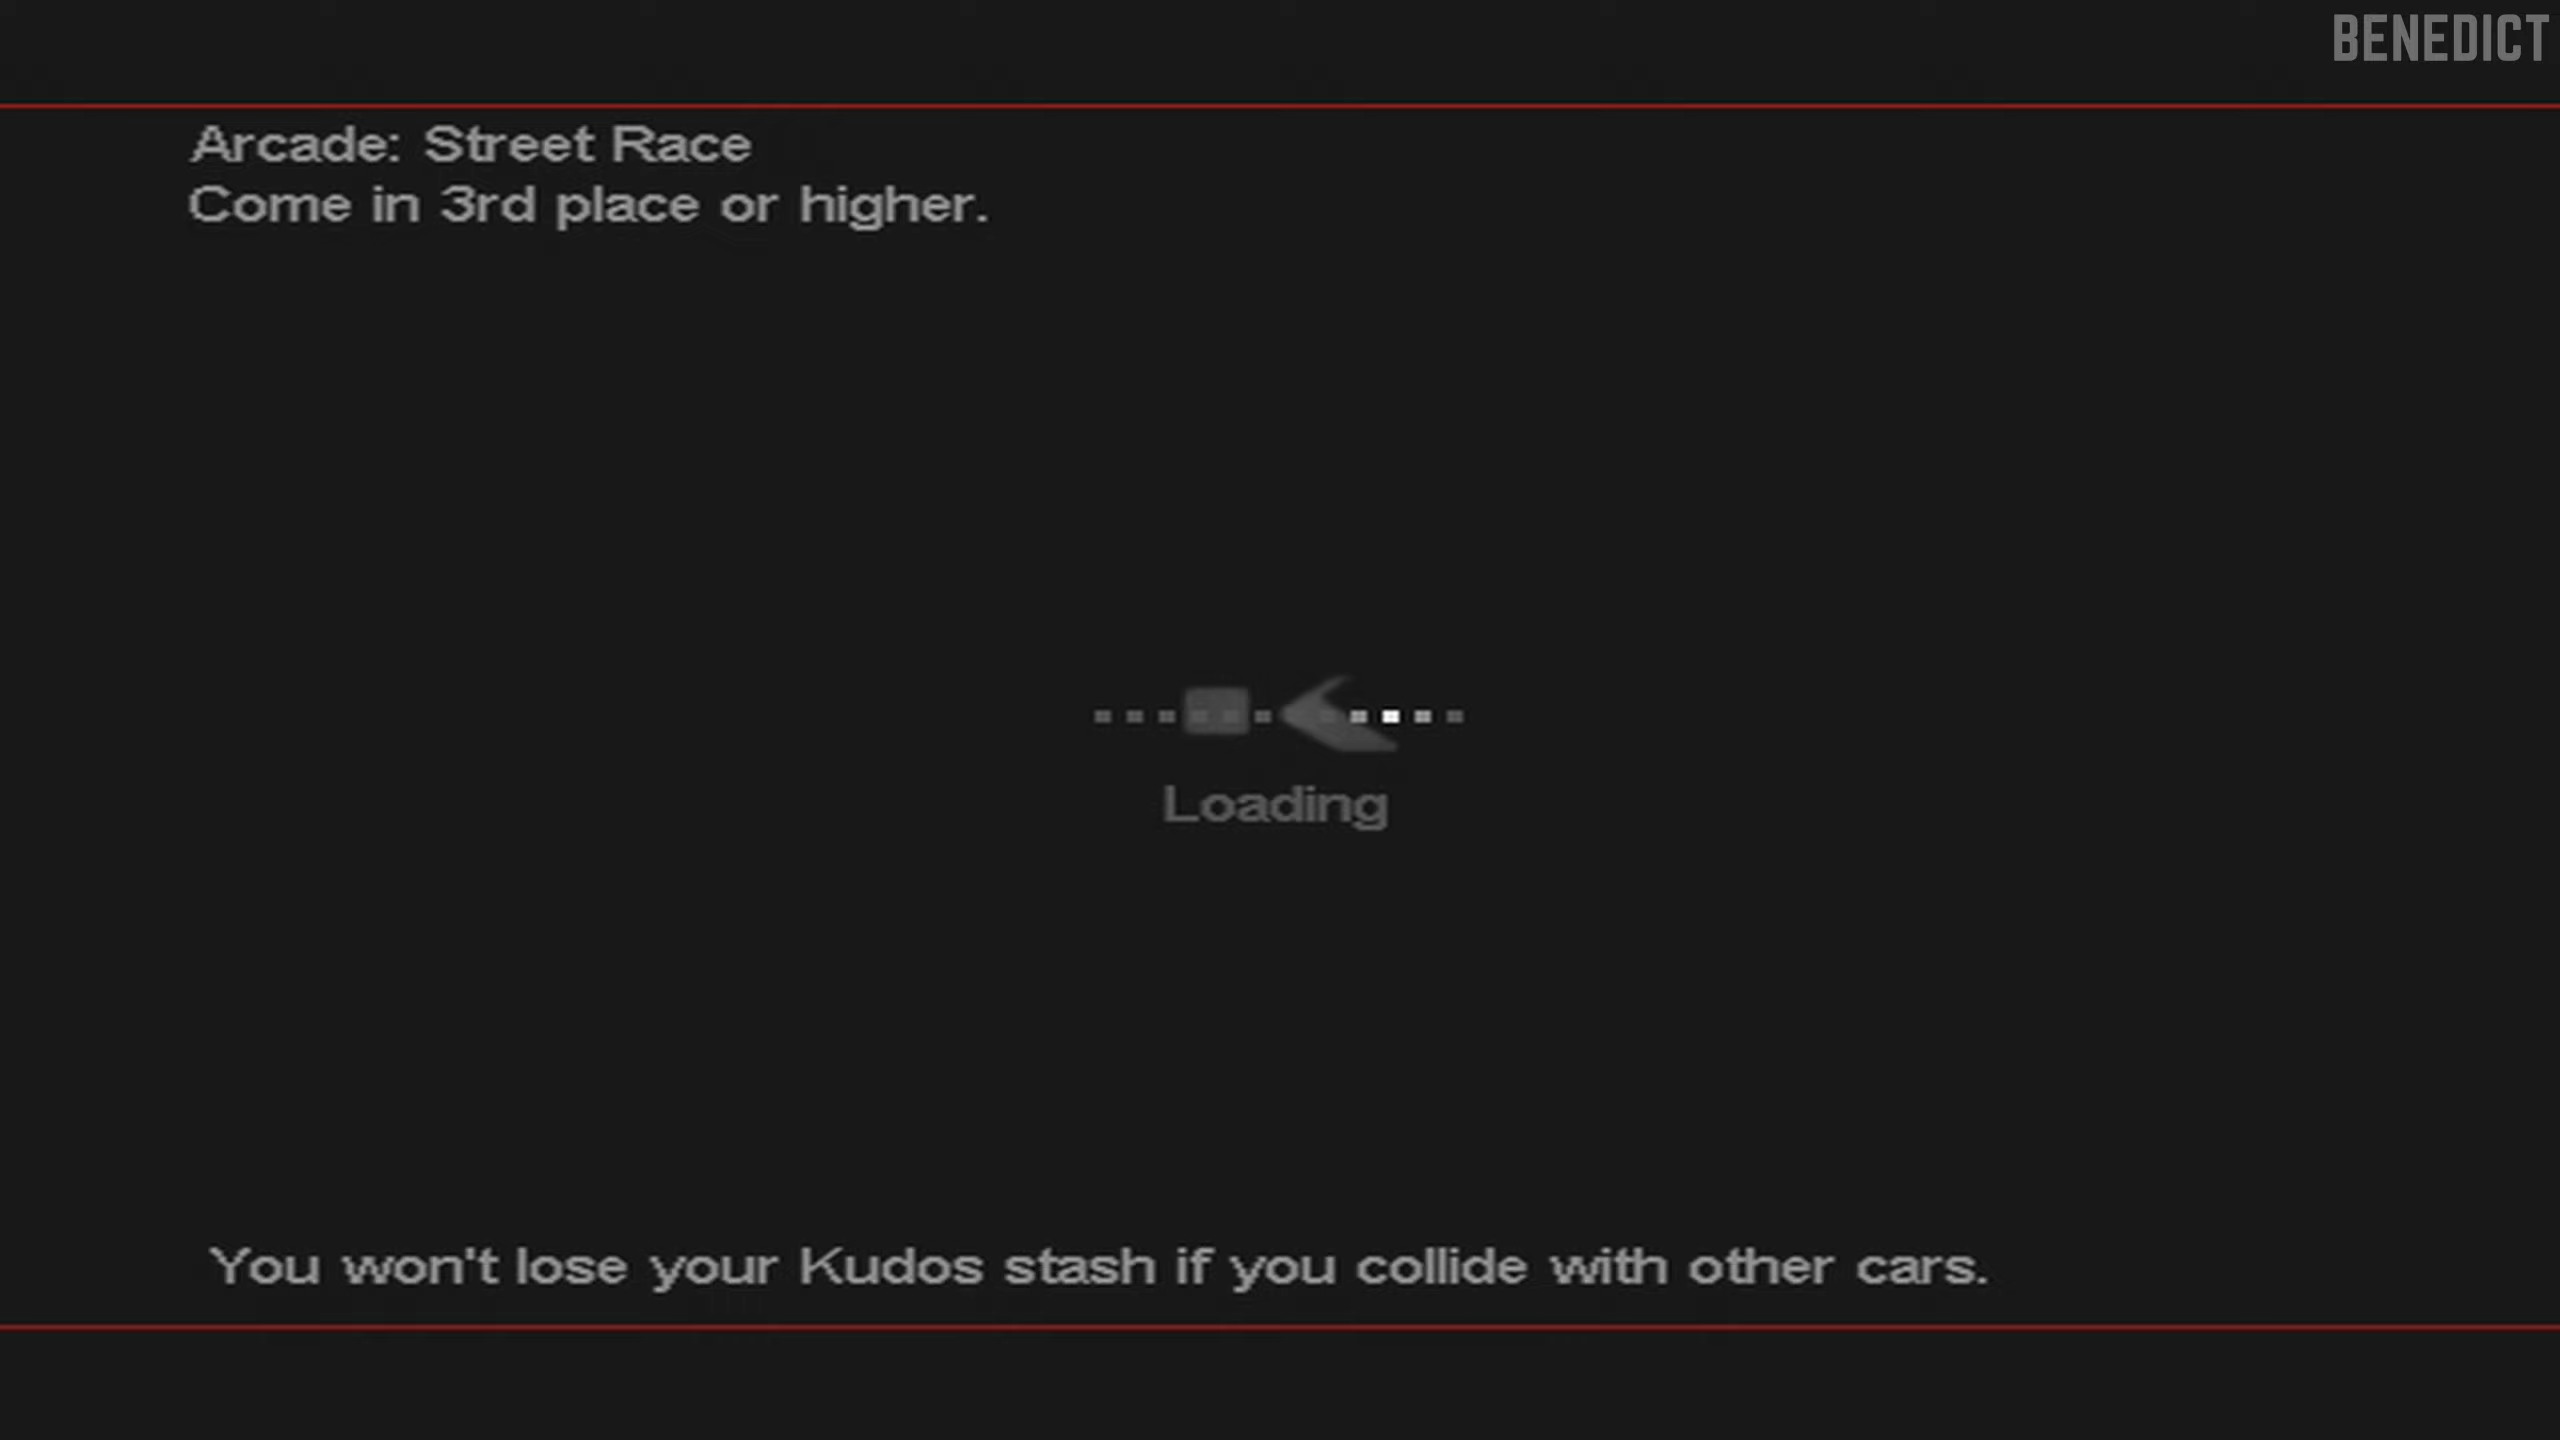 BENEDICT
Arcade: Street Race
Come in 3rd place or higher.
Loading
You won't lose your Kudos stash if you collide with other cars.